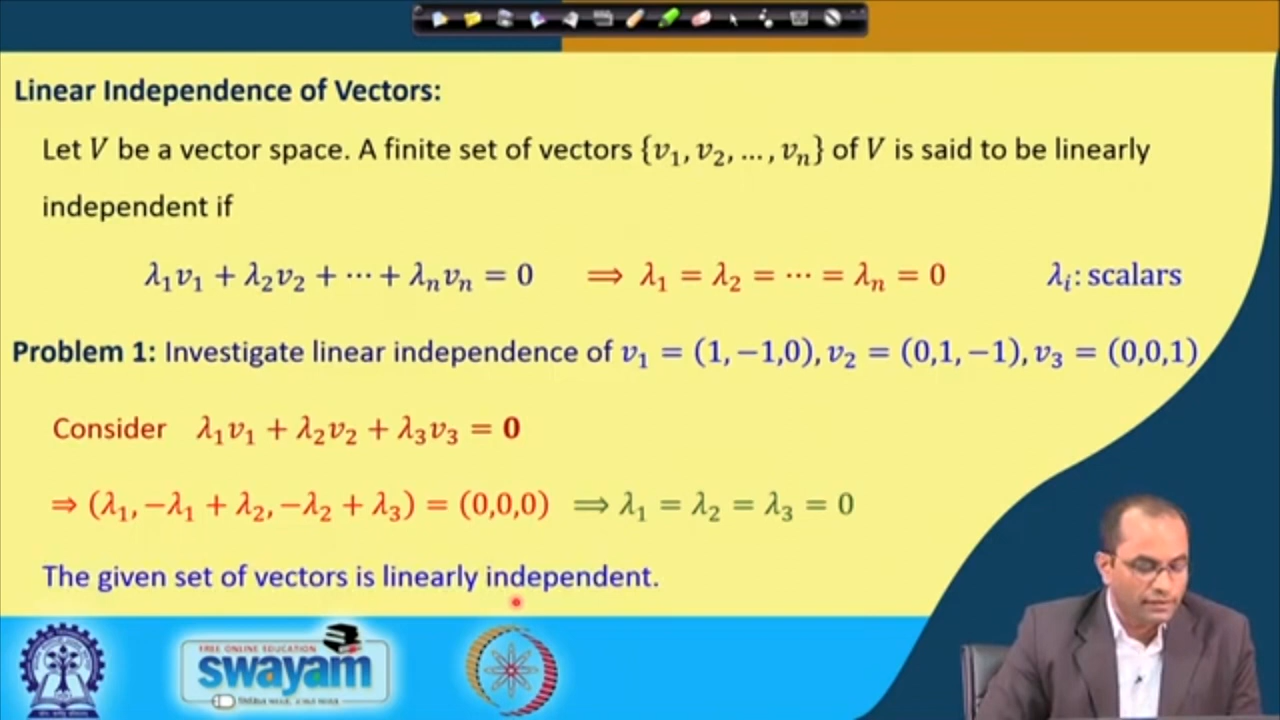 Linear Independence of Vectors:
Let V be a vector space. A finite set of vectors {v₁, v₂, …, vₙ} of V is said to be linearly
independent if
λ₁v₁ + λ₂v₂ + ⋯ + λₙvₙ = 0 ⟹ λ₁ = λ₂ = ⋯ = λₙ = 0 λᵢ: scalars
Problem 1: Investigate linear independence of v₁ = (1, −1,0), v₂ = (0,1, −1), v₃ = (0,0,1)
Consider λ₁v₁ + λ₂v₂ + λ₃v₃ = 0
⇒ (λ₁, −λ₁ + λ₂, −λ₂ + λ₃) = (0,0,0) ⟹ λ₁ = λ₂ = λ₃ = 0
The given set of vectors is linearly independent.
FREE ONLINE EDUCATION
swayam